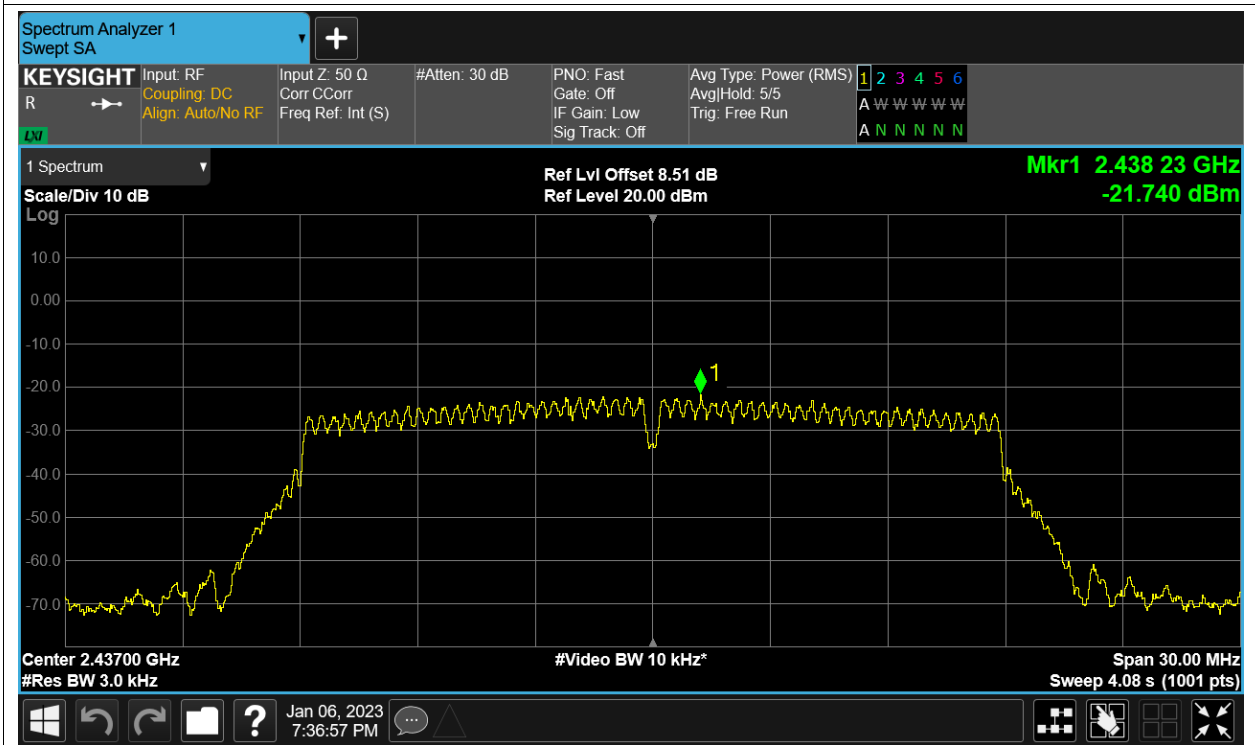 Spectrum Analyzer 1
Swept SA
KEYSIGHT
R
LXI
Input: RF
Coupling: DC
Align: Auto/No RF
Input Z: 50 Ω
Corr CCorr
Freq Ref: Int (S)
#Atten: 30 dB
PNO: Fast
Gate: Off
IF Gain: Low
Sig Track: Off
Avg Type: Power (RMS)
Avg|Hold: 5/5
Trig: Free Run
1 2 3 4 5 6
A W W W W W
A N N N N N
1 Spectrum
Scale/Div 10 dB
Log
Ref Lvl Offset 8.51 dB
Ref Level 20.00 dBm
Mkr1 2.438 23 GHz
-21.740 dBm
10.0
0.00
-10.0
-20.0
-30.0
-40.0
-50.0
-60.0
-70.0
1
Center 2.43700 GHz
#Res BW 3.0 kHz
#Video BW 10 kHz*
Span 30.00 MHz
Sweep 4.08 s (1001 pts)
?
Jan 06, 2023
7:36:57 PM